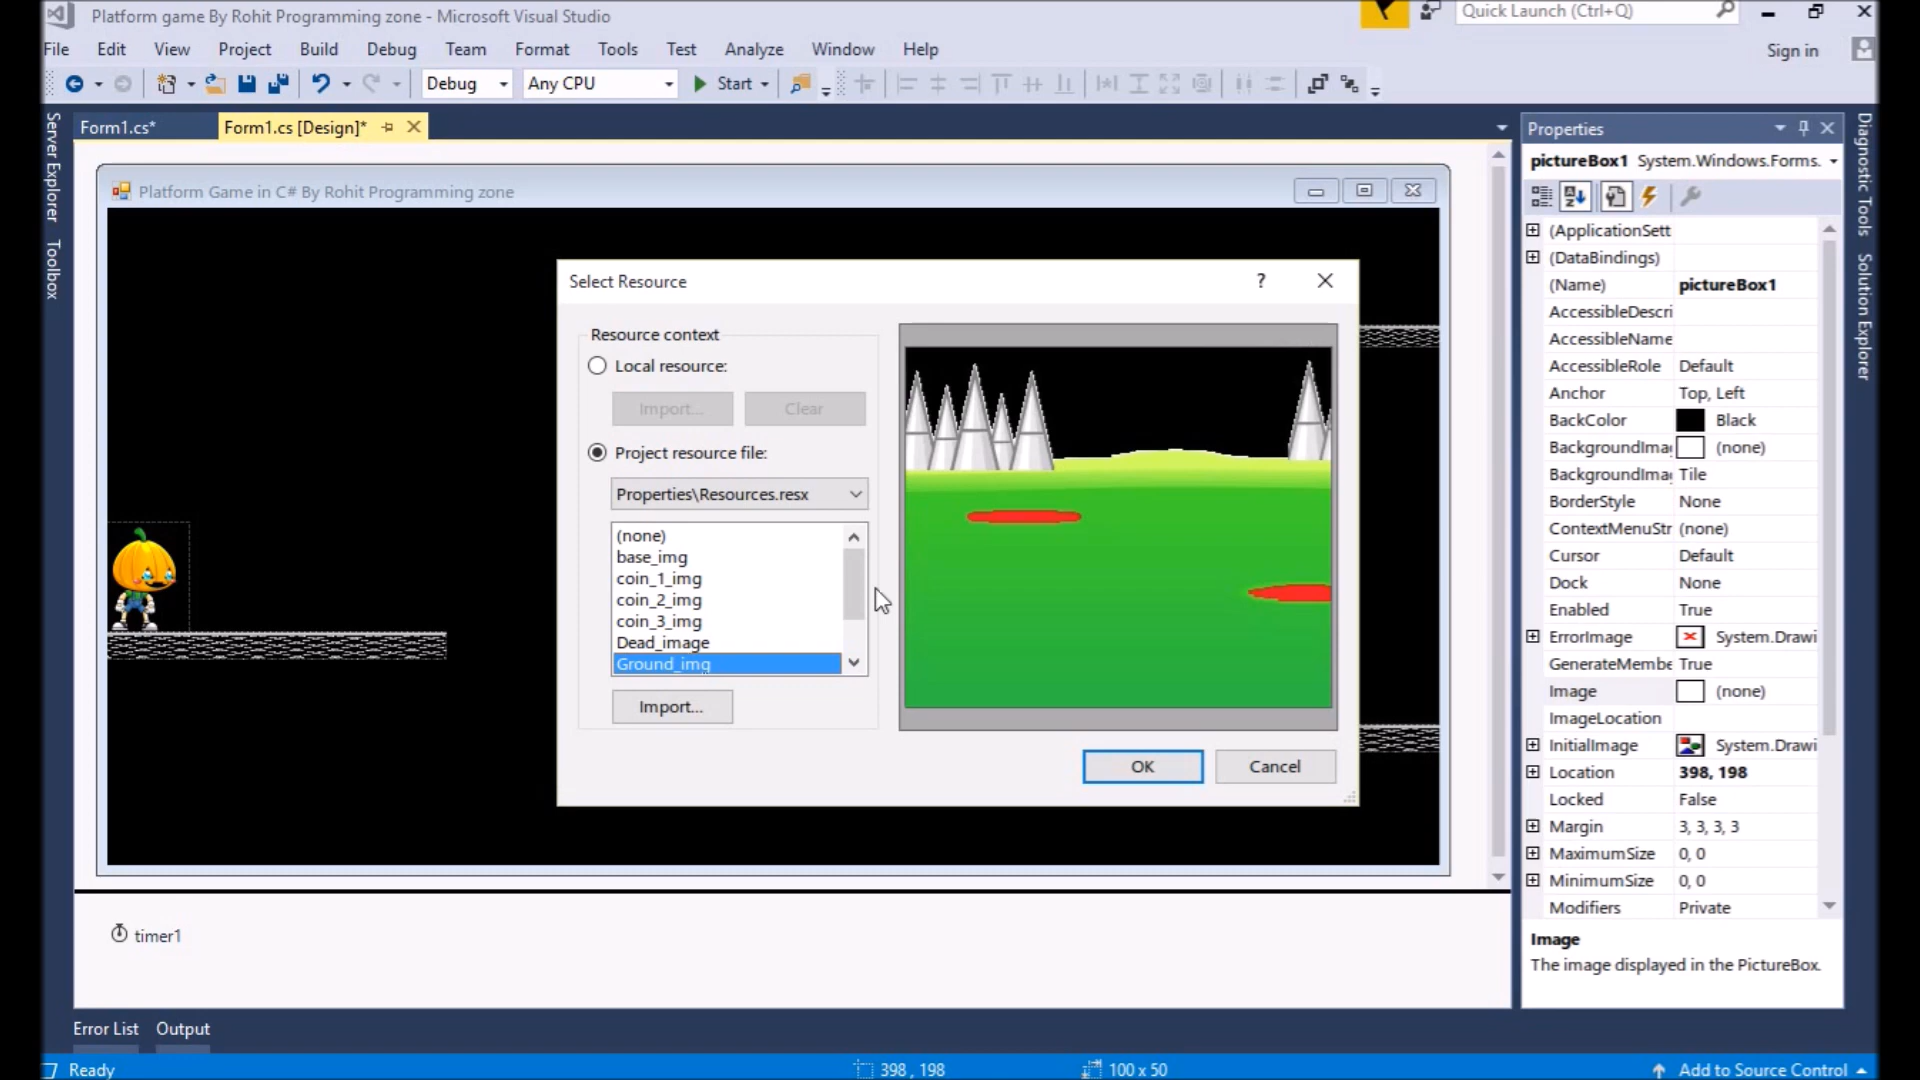 Platform game By Rohit Programming zone - Microsoft Visual Studio
Quick Launch (Ctrl+Q)
File Edit View Project Build Debug Team Format Tools Test Analyze Window Help
Sign in
Debug Any CPU Start
Server Explorer
Toolbox
Form1.cs*
Form1.cs [Design]*
Platform Game in C# By Rohit Programming zone
Select Resource
?
Resource context
Local resource:
Import...
Clear
Project resource file:
Properties\Resources.resx
(none)
base_img
coin_1_img
coin_2_img
coin_3_img
Dead_image
Ground_img
Import...
OK
Cancel
timer1
Properties
pictureBox1 System.Windows.Forms.
(ApplicationSett
(DataBindings)
(Name) pictureBox1
AccessibleDescri
AccessibleName
AccessibleRole Default
Anchor Top, Left
BackColor Black
BackgroundImag (none)
BackgroundImag Tile
BorderStyle None
ContextMenuStr (none)
Cursor Default
Dock None
Enabled True
ErrorImage System.Drawi
GenerateMembe True
Image (none)
ImageLocation
InitialImage System.Drawi
Location 398, 198
Locked False
Margin 3, 3, 3, 3
MaximumSize 0, 0
MinimumSize 0, 0
Modifiers Private
Image
The image displayed in the PictureBox.
Diagnostic Tools
Solution Explorer
Error List Output
Ready
398 , 198
100 x 50
Add to Source Control